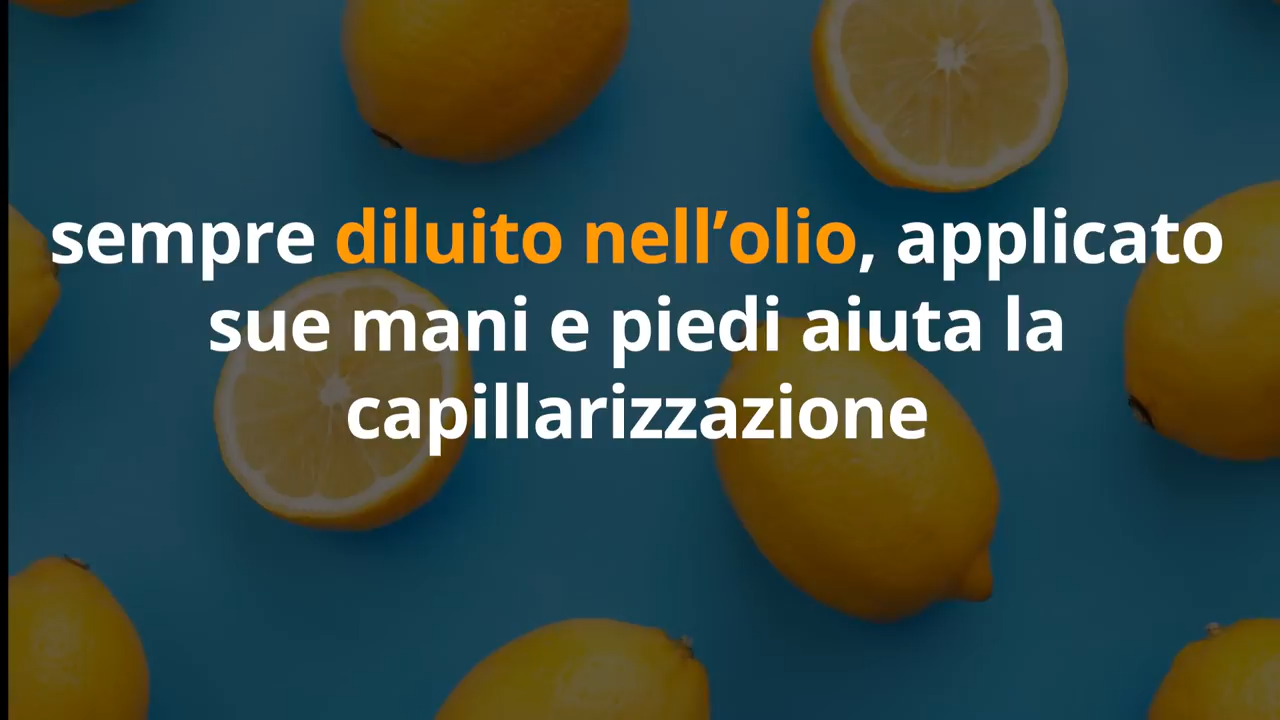 sempre diluito nell’olio, applicato
sue mani e piedi aiuta la
capillarizzazione